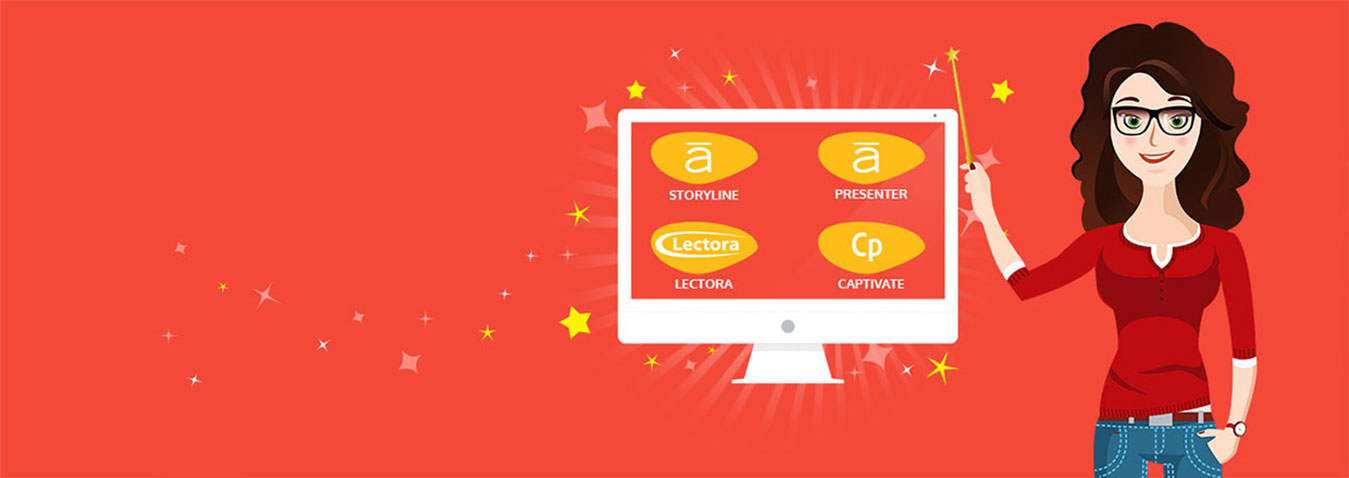 ā
STORYLINE
ā
PRESENTER
Lectora
LECTORA
Cp
CAPTIVATE